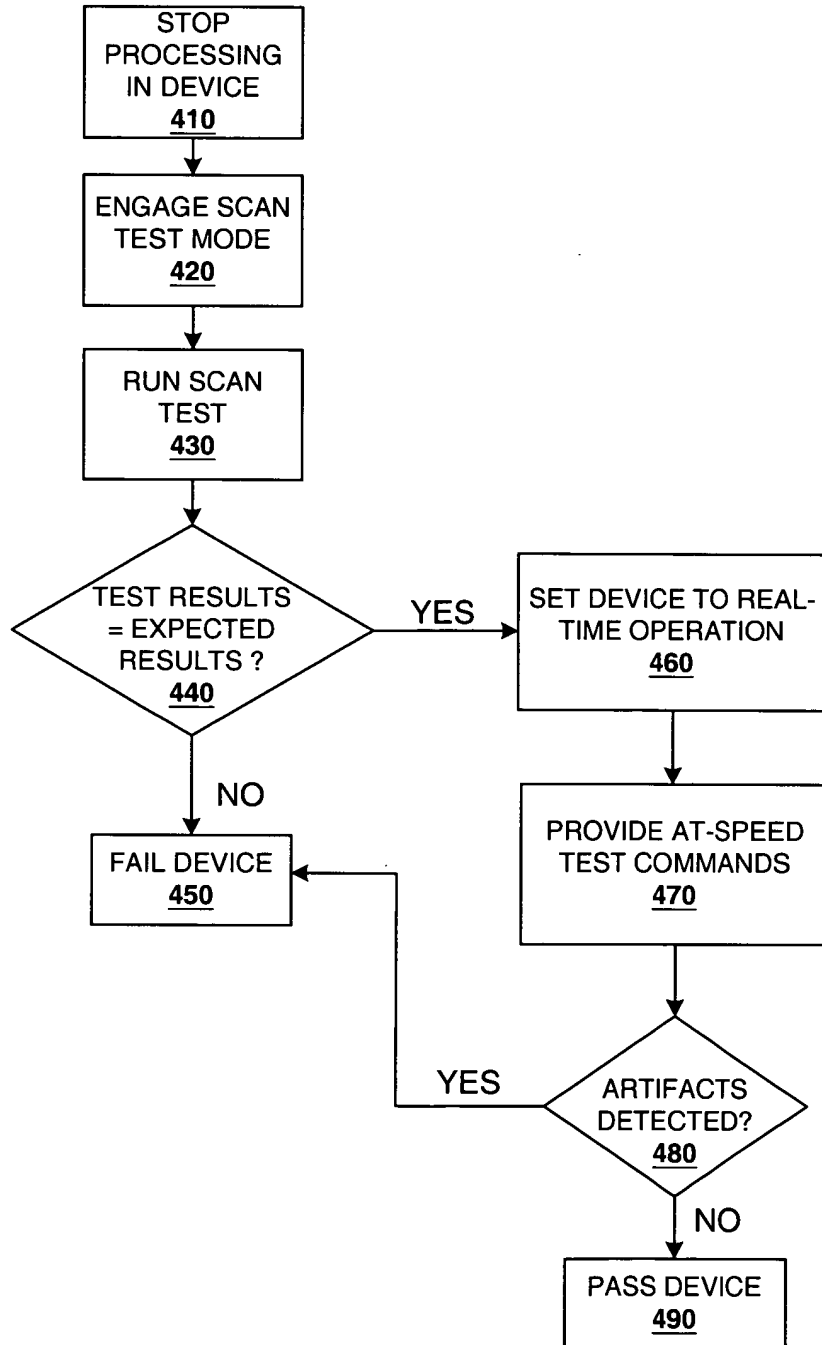 STOP
PROCESSING
IN DEVICE
410
ENGAGE SCAN
TEST MODE
420
RUN SCAN
TEST
430
TEST RESULTS
= EXPECTED
RESULTS ?
440
YES
NO
FAIL DEVICE
450
SET DEVICE TO REAL-
TIME OPERATION
460
PROVIDE AT-SPEED
TEST COMMANDS
470
ARTIFACTS
DETECTED?
480
YES
NO
PASS DEVICE
490